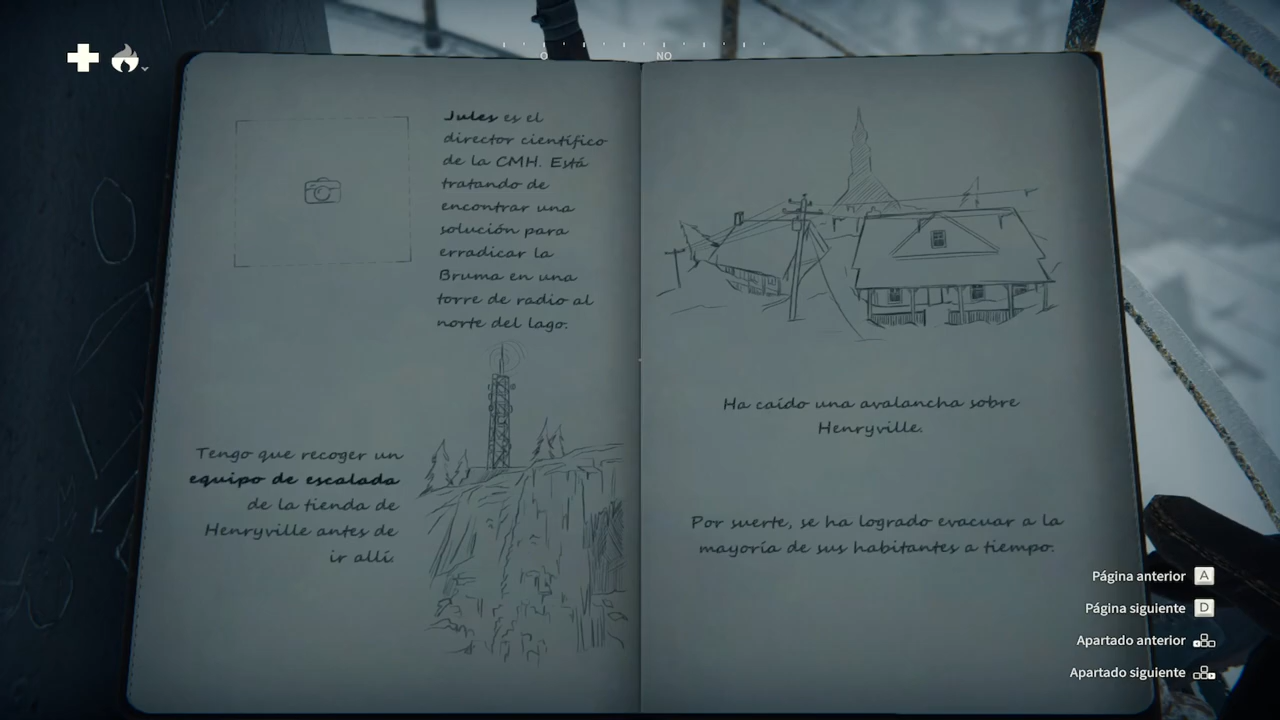 O
NO
Jules es el
director científico
de la CMH. Está
tratando de
encontrar una
solución para
erradicar la
Bruma en una
torre de radio al
norte del lago.
Tengo que recoger un
equipo de escalada
de la tienda de
Henryville antes de
ir allí.
Ha caído una avalancha sobre
Henryville.
Por suerte, se ha logrado evacuar a la
mayoría de sus habitantes a tiempo.
Página anterior A
Página siguiente D
Apartado anterior
Apartado siguiente